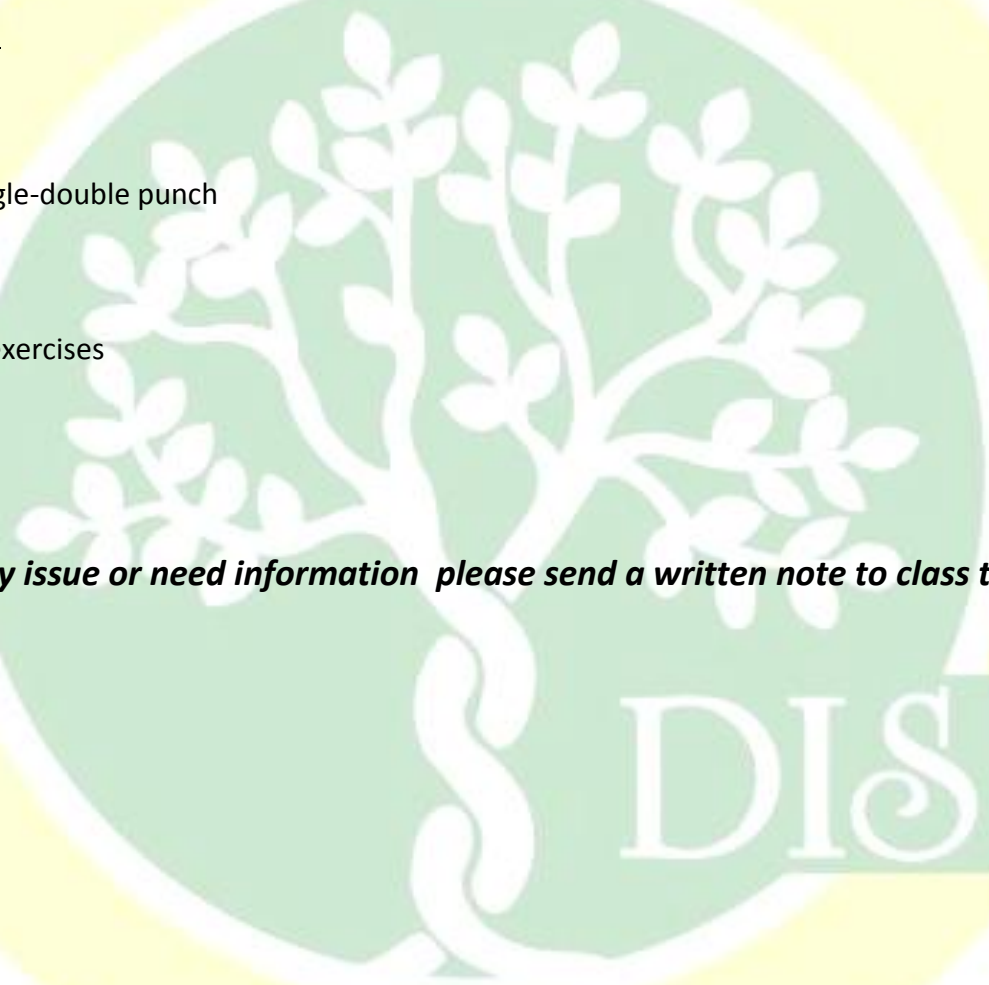 gle-double punch
xercises
y issue or need information please send a written note to class t
DIS